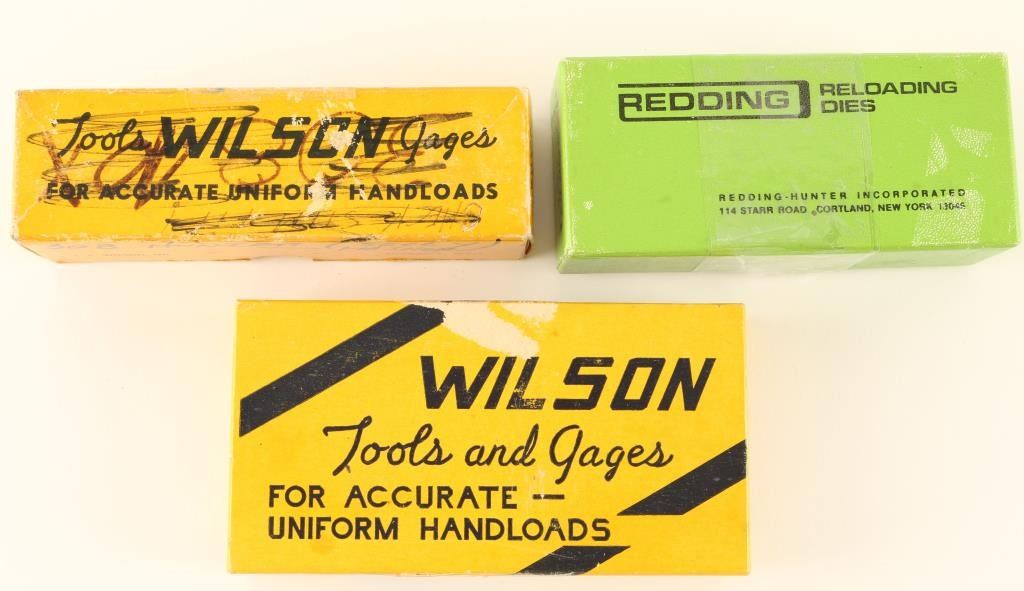 Tools WILSON Gages
FOR ACCURATE UNIFORM HANDLOADS
REDDING RELOADING
DIES
REDDING-HUNTER INCORPORATED
114 STARR ROAD CORTLAND, NEW YORK 13045
WILSON
Tools and Gages
FOR ACCURATE —
UNIFORM HANDLOADS